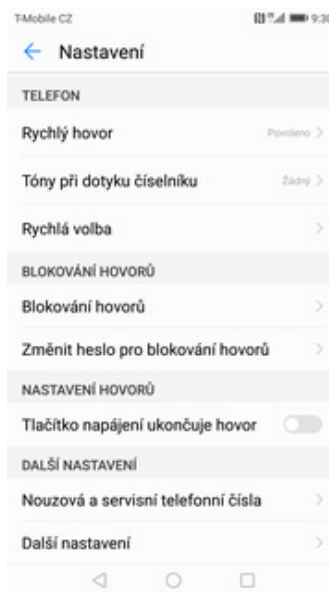 T-Mobile CZ 9:30
Nastavení
TELEFON
Rychlý hovor Povoleno
Tóny při dotyku číselníku Žádný
Rychlá volba
BLOKOVÁNÍ HOVORŮ
Blokování hovorů
Změnit heslo pro blokování hovorů
NASTAVENÍ HOVORŮ
Tlačítko napájení ukončuje hovor
DALŠÍ NASTAVENÍ
Nouzová a servisní telefonní čísla
Další nastavení